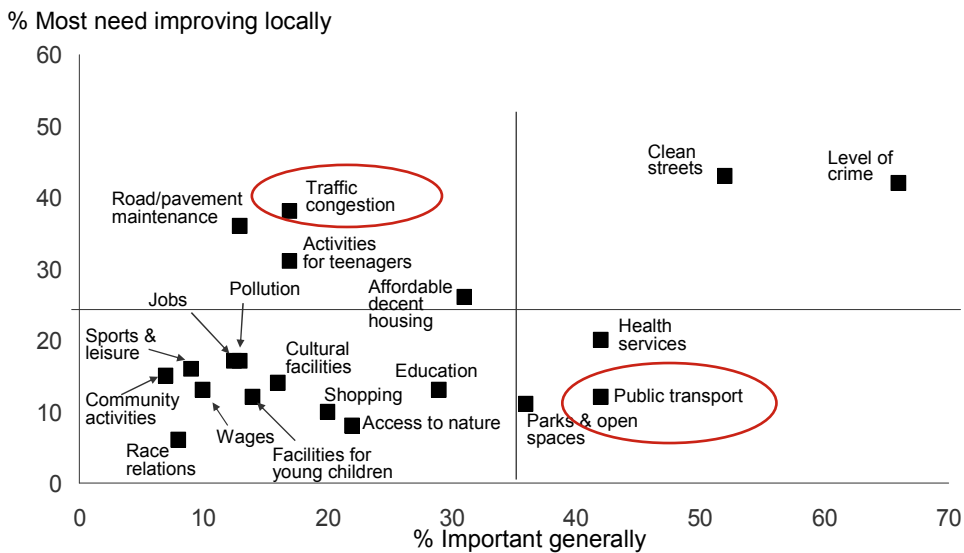 % Most need improving locally
60
50
40
30
20
10
0
Clean
streets
Level of
crime
Traffic
congestion
Road/pavement
maintenance
Activities
for teenagers
Affordable
decent
housing
Pollution
Jobs
Sports &
leisure
Health
services
Cultural
facilities
Education
Shopping
Public transport
Community
activities
Access to nature
Parks & open
spaces
Wages
Race
relations
Facilities for
young children
0 10 20 30 40 50 60 70
% Important generally